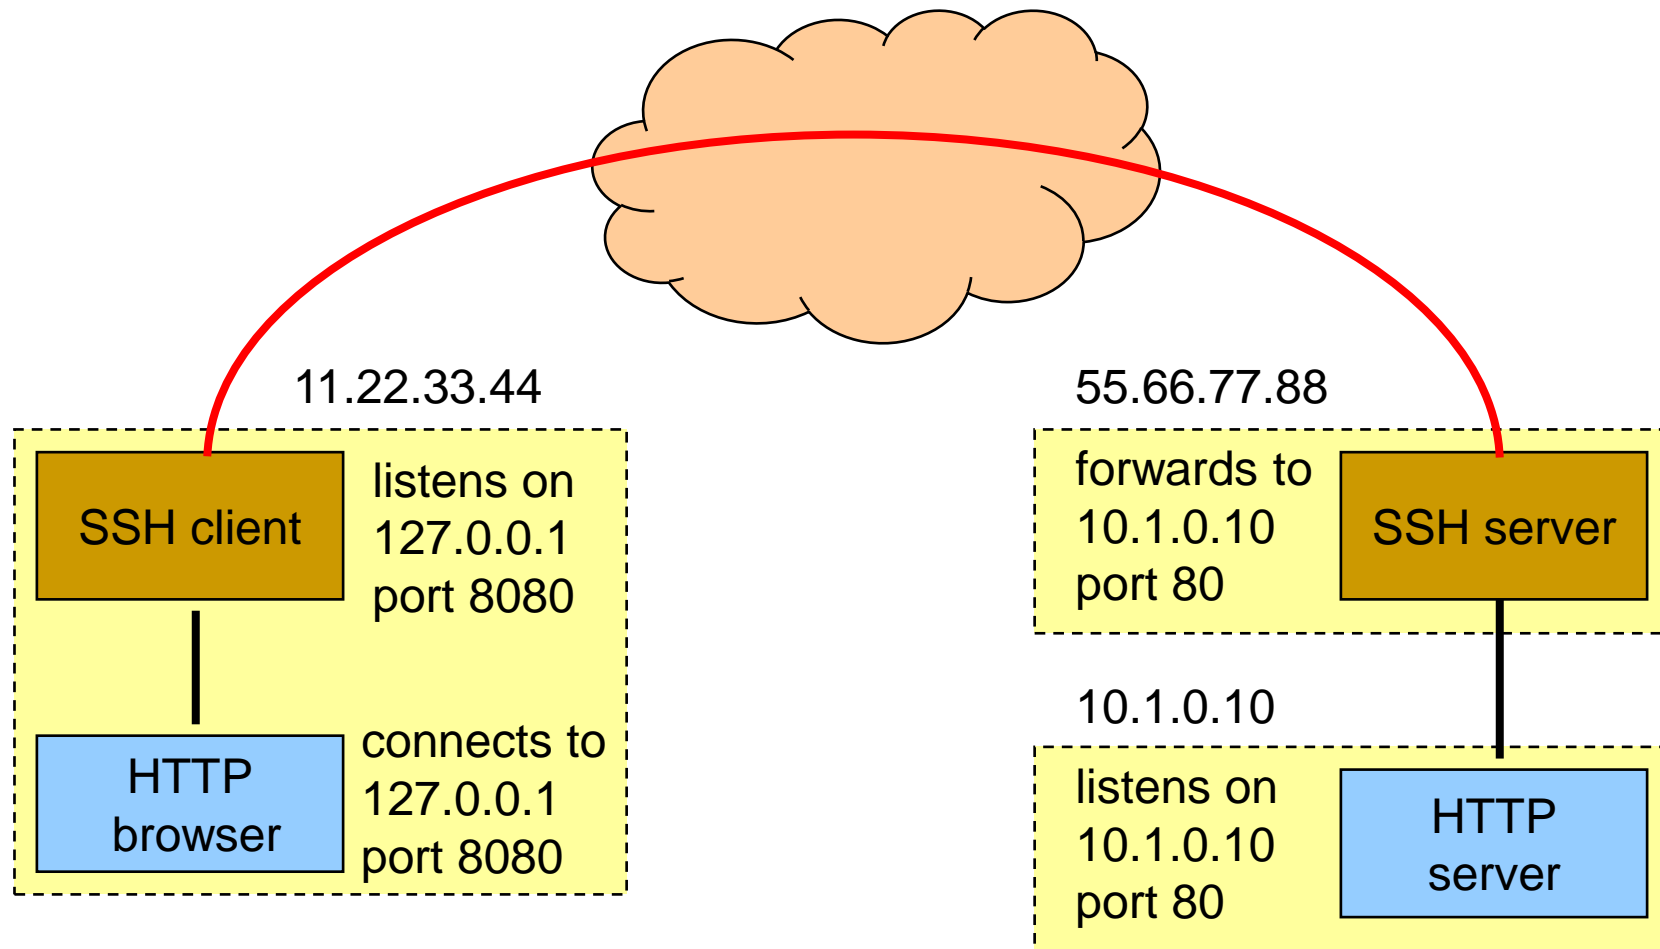 11.22.33.44
SSH client
listens on
127.0.0.1
port 8080
HTTP
browser
connects to
127.0.0.1
port 8080
55.66.77.88
forwards to
10.1.0.10
port 80
SSH server
10.1.0.10
listens on
10.1.0.10
port 80
HTTP
server